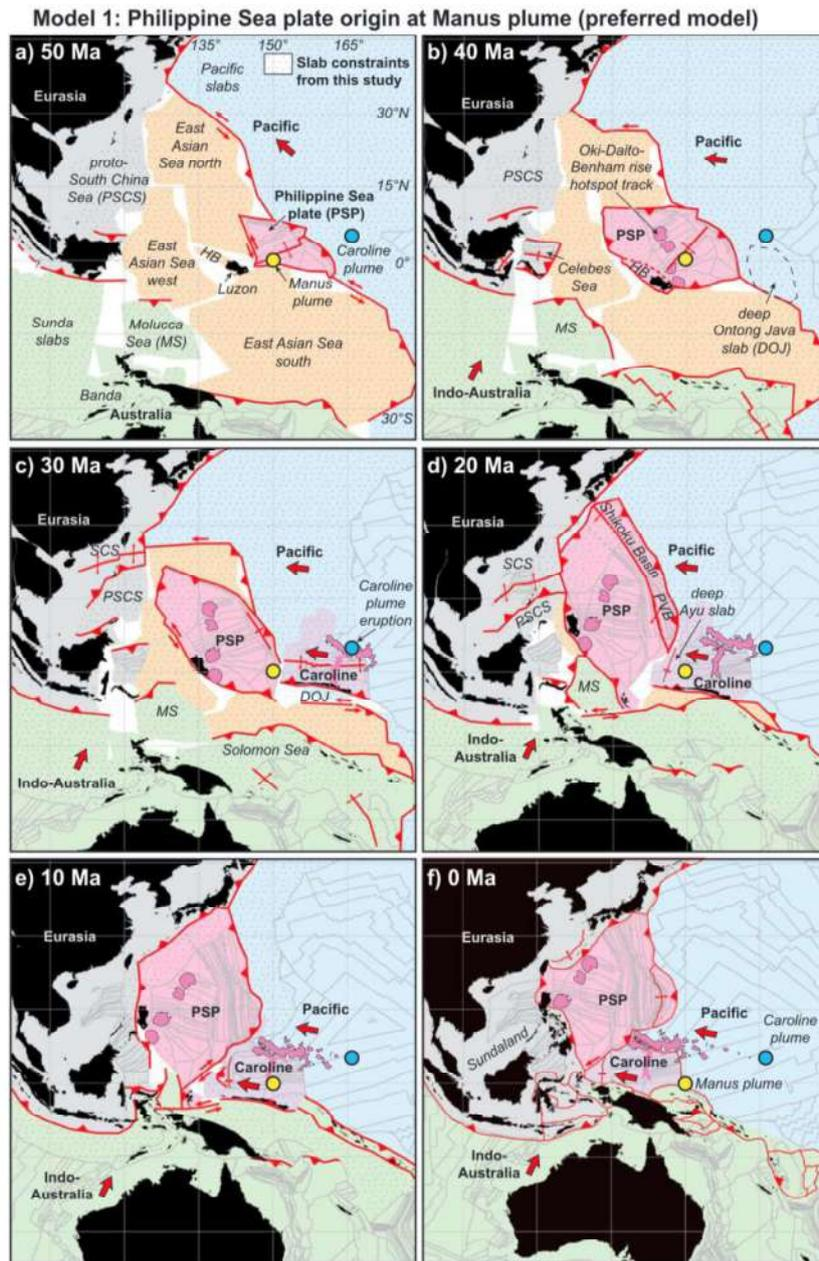 Model 1: Philippine Sea plate origin at Manus plume (preferred model)
a) 50 Ma
135°
150°
165°
Pacific
slabs
Slab constraints
from this study
Eurasia
30°N
East
Asian
Sea north
Pacific
proto-
South China
Sea (PSCS)
15°N
Philippine Sea
plate (PSP)
Caroline
plume
East
Asian Sea
west
HB
0°
Luzon
Manus
plume
Sunda
slabs
Molucca
Sea (MS)
East Asian Sea
south
Banda
Australia
30°S
b) 40 Ma
Eurasia
Pacific
Oki-Daito-
Benham rise
hotspot track
PSCS
PSP
HB
Celebes
Sea
deep
Ontong Java
slab (DOJ)
MS
Indo-Australia
c) 30 Ma
Eurasia
SCS
Pacific
PSCS
Caroline
plume
eruption
PSP
Caroline
DOJ
MS
Solomon Sea
Indo-Australia
d) 20 Ma
Eurasia
Shikoku Basin
PVB
Pacific
SCS
deep
Ayu slab
PSCS
PSP
Caroline
MS
Indo-
Australia
e) 10 Ma
Eurasia
PSP
Pacific
Caroline
Indo-
Australia
f) 0 Ma
Eurasia
PSP
Pacific
Sundaland
Caroline
plume
Caroline
Manus plume
Indo-
Australia